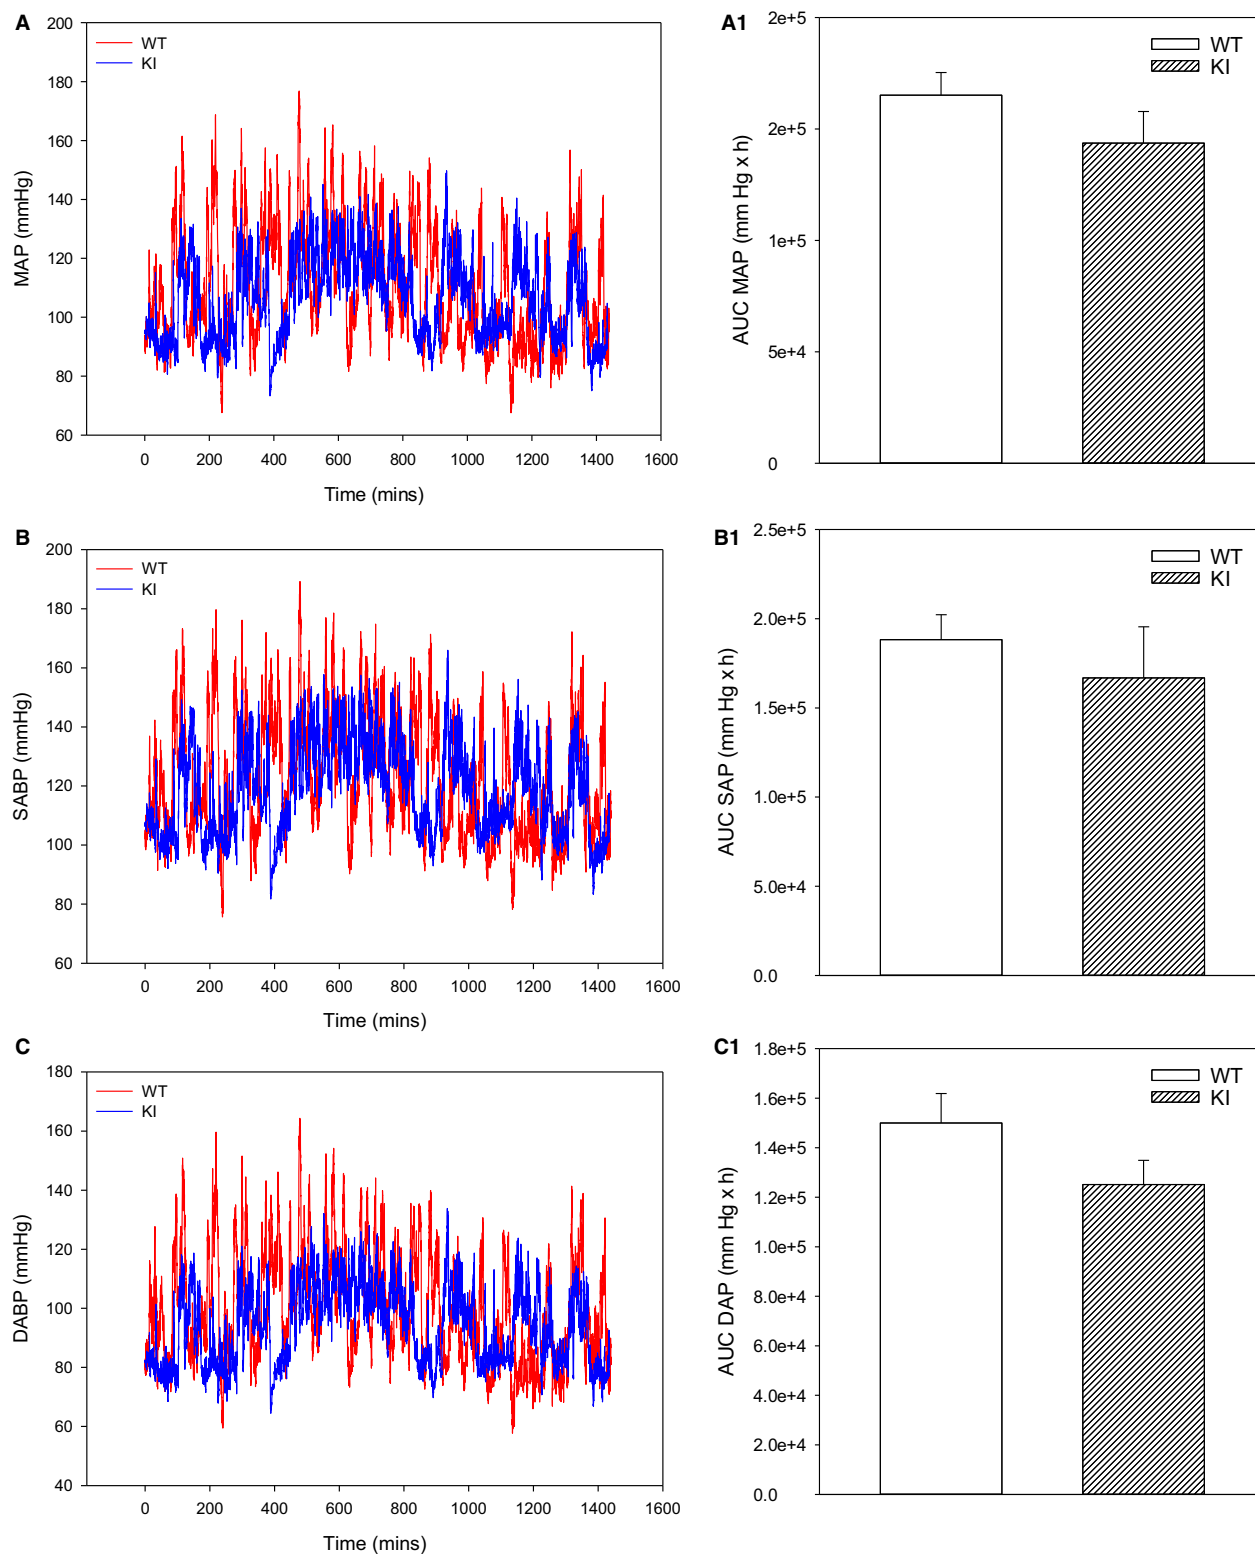 A
200
180
160
140
120
100
80
60
MAP (mmHg)
WT
KI
0 200 400 600 800 1000 1200 1400 1600
Time (mins)
A1
2e+5
2e+5
1e+5
5e+4
0
AUC MAP (mm Hg x h)
WT
KI
B
200
180
160
140
120
100
80
60
SABP (mmHg)
WT
KI
0 200 400 600 800 1000 1200 1400 1600
Time (mins)
B1
2.5e+5
2.0e+5
1.5e+5
1.0e+5
5.0e+4
0.0
AUC SAP (mm Hg x h)
WT
KI
C
180
160
140
120
100
80
60
40
DABP (mmHg)
WT
KI
0 200 400 600 800 1000 1200 1400 1600
Time (mins)
C1
1.8e+5
1.6e+5
1.4e+5
1.2e+5
1.0e+5
8.0e+4
6.0e+4
4.0e+4
2.0e+4
0.0
AUC DAP (mm Hg x h)
WT
KI